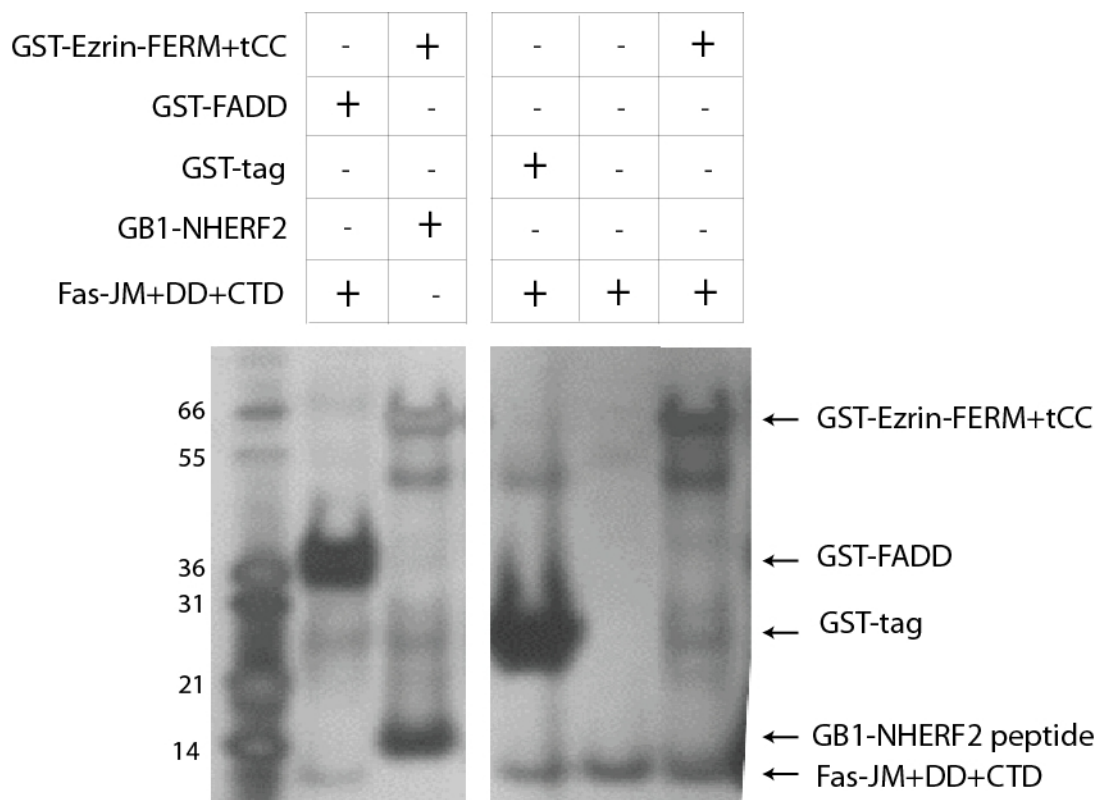 GST-Ezrin-FERM+tCC - + - - +
GST-FADD + - - - -
GST-tag - - + - -
GB1-NHERF2 - + - - -
Fas-JM+DD+CTD + - + + +
66
55
36
31
21
14
← GST-Ezrin-FERM+tCC
← GST-FADD
← GST-tag
← GB1-NHERF2 peptide
← Fas-JM+DD+CTD